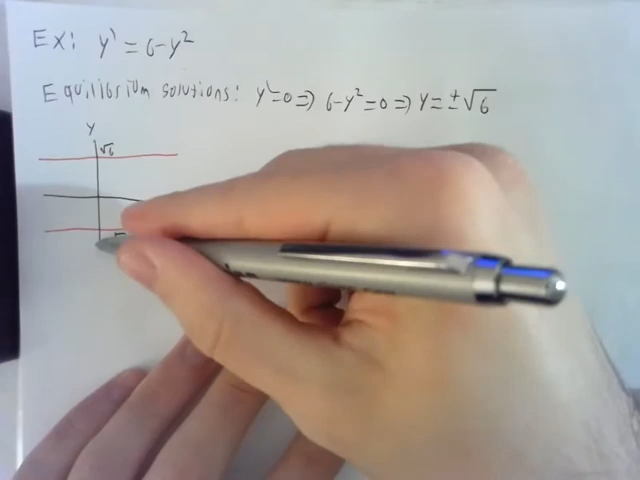 Ex: y' = 6-y²
Equilibrium solutions: y'=0 ⇒ 6-y²=0 ⇒ y=±√6
y
√6